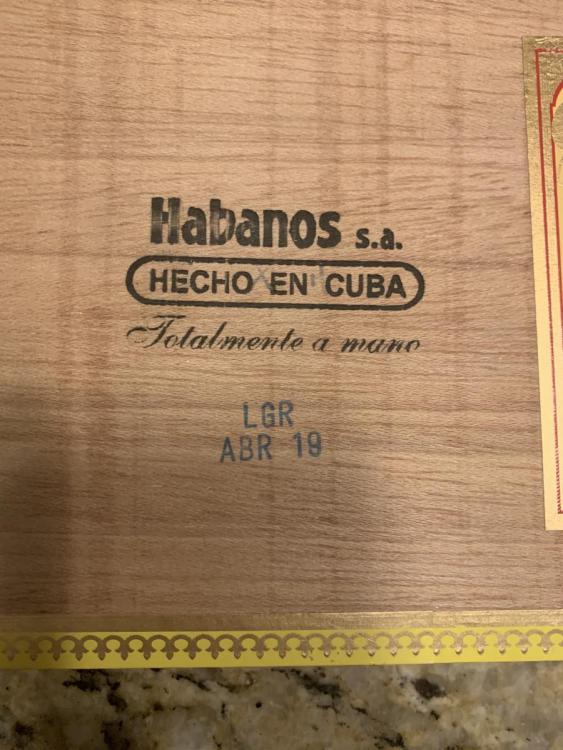 Habanos s.a.
HECHO EN CUBA
Totalmente a mano
LGR
ABR 19